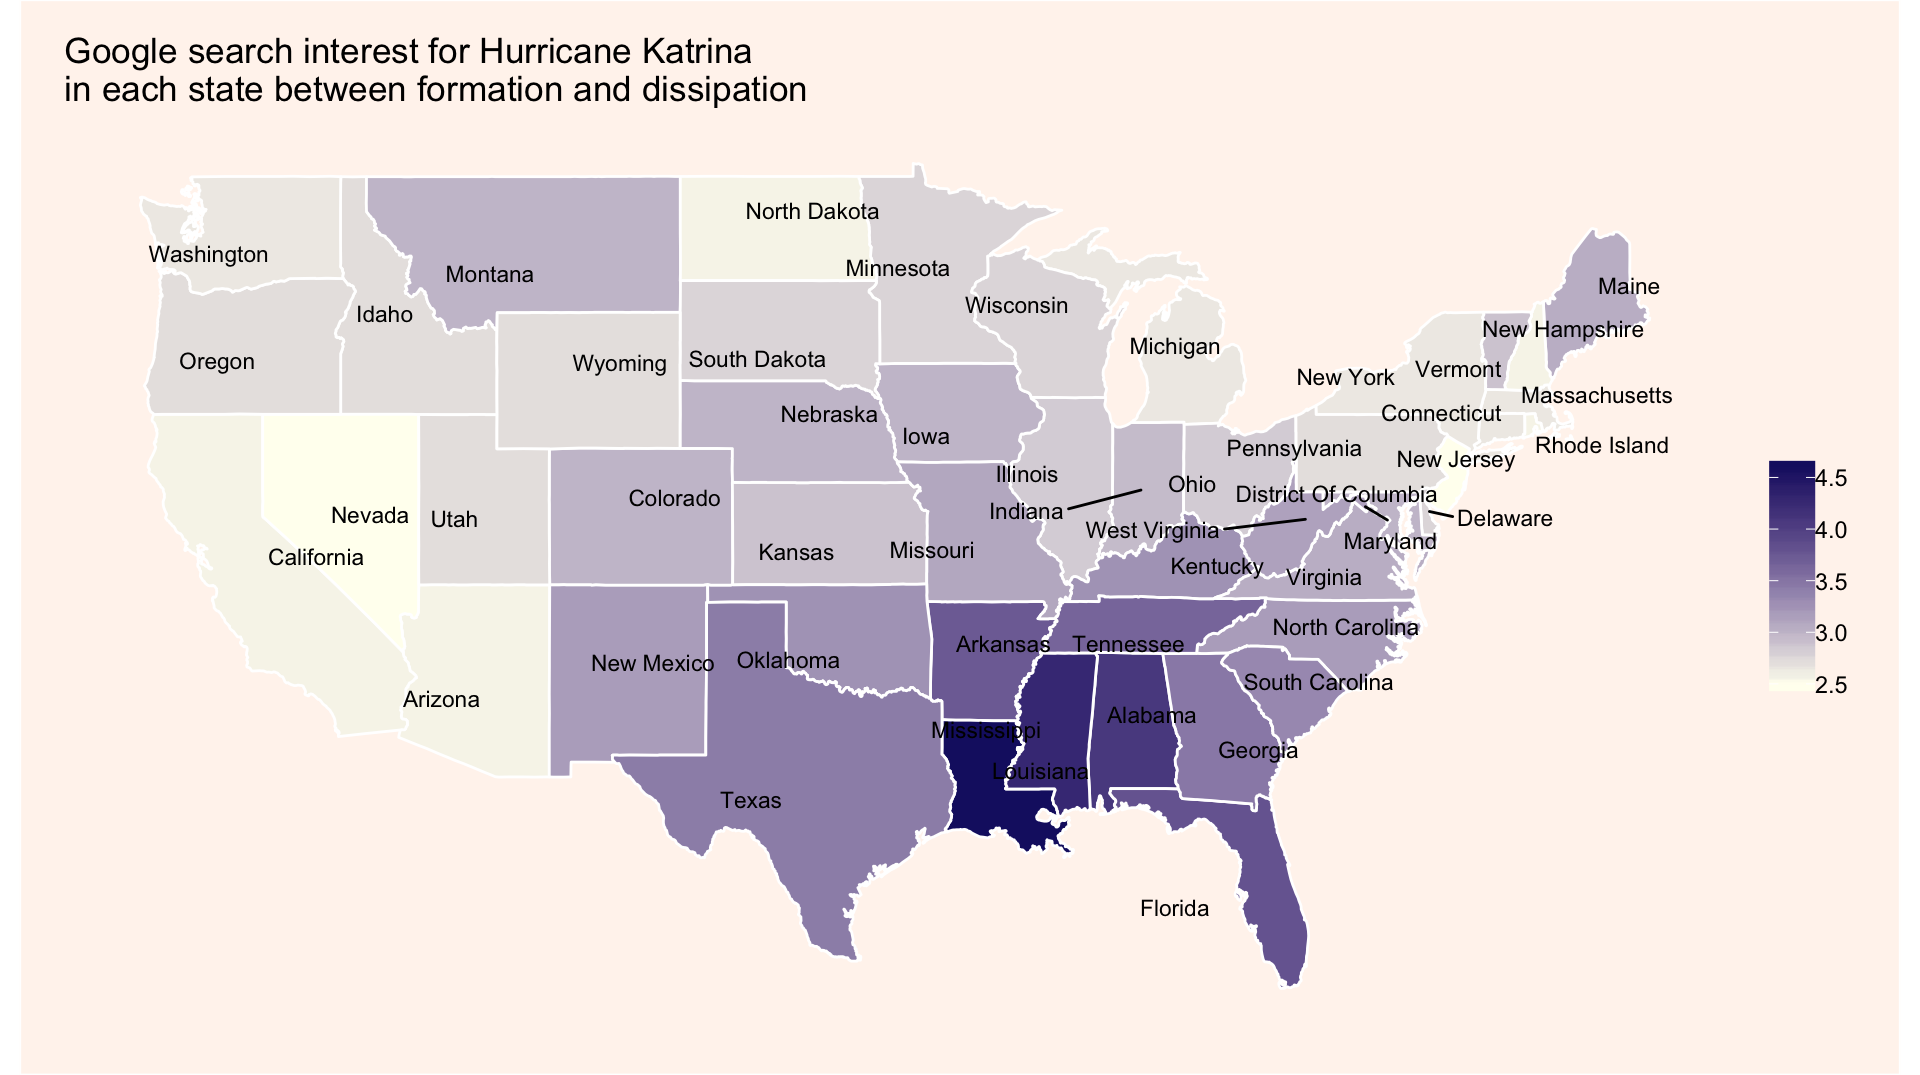 Google search interest for Hurricane Katrina
in each state between formation and dissipation
North Dakota
Washington
Minnesota
Montana
Maine
Wisconsin
Idaho
New Hampshire
Michigan
Oregon
Wyoming
South Dakota
Vermont
New York
Massachusetts
Nebraska
Connecticut
Iowa
Rhode Island
Pennsylvania
New Jersey
Illinois
4.5
Ohio
District Of Columbia
Colorado
Indiana
Nevada
Utah
Delaware
West Virginia
4.0
Maryland
Kansas
Missouri
California
Kentucky
Virginia
3.5
North Carolina
3.0
Arkansas
Tennessee
New Mexico
Oklahoma
South Carolina
2.5
Arizona
Alabama
Mississippi
Georgia
Louisiana
Texas
Florida